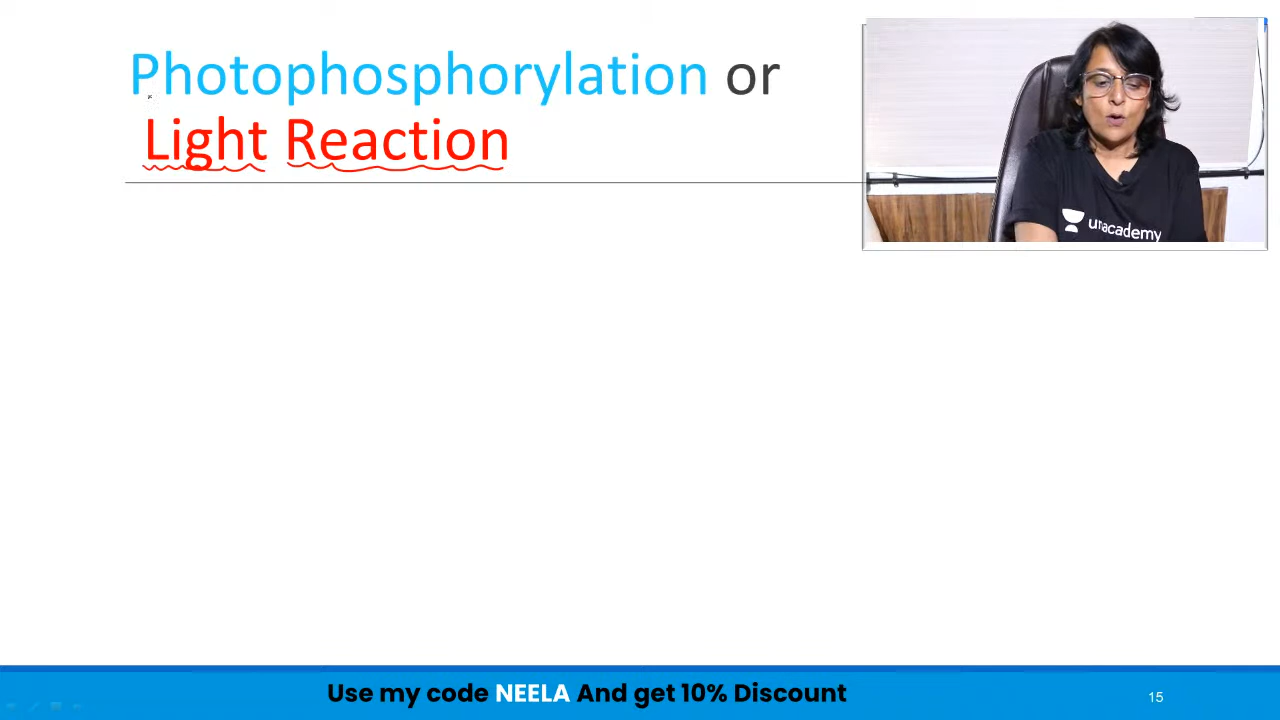 Photophosphorylation or
Light Reaction
unacademy
Use my code NEELA And get 10% Discount
15